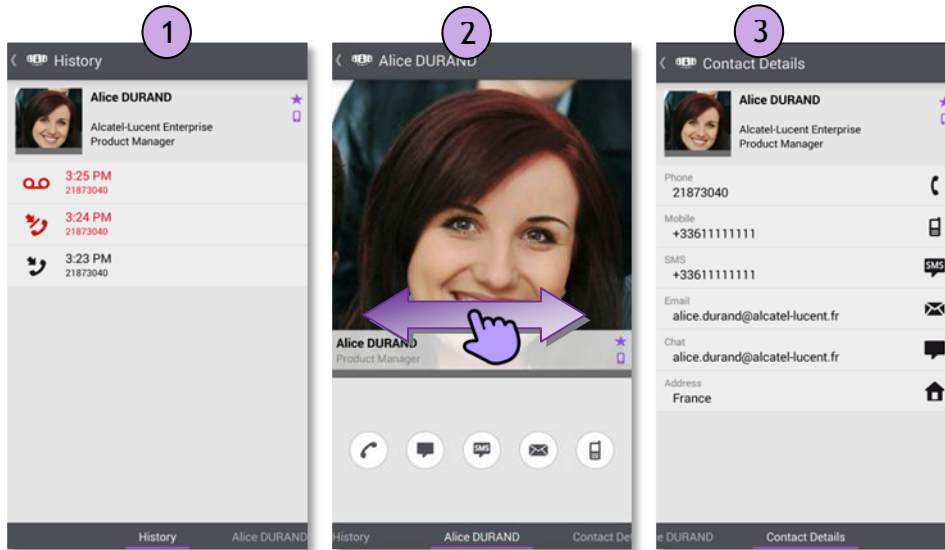 1
History
Alice DURAND
Alcatel-Lucent Enterprise
Product Manager
3:25 PM
21873040
3:24 PM
21873040
3:23 PM
21873040
History
Alice DURAND
2
Alice DURAND
Alice DURAND
Product Manager
SMS
History
Alice DURAND
Contact Det
3
Contact Details
Alice DURAND
Alcatel-Lucent Enterprise
Product Manager
Phone
21873040
Mobile
+33611111111
SMS
+33611111111
SMS
Email
alice.durand@alcatel-lucent.fr
Chat
alice.durand@alcatel-lucent.fr
Address
France
e DURAND
Contact Details